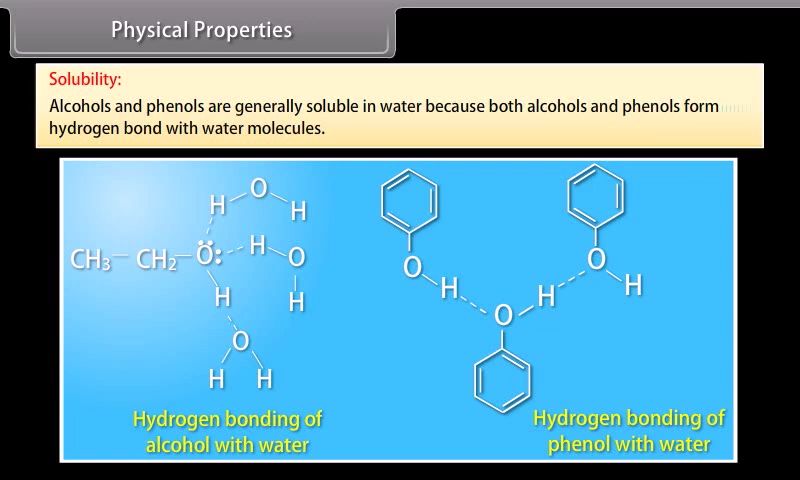 Physical Properties
Solubility:
Alcohols and phenols are generally soluble in water because both alcohols and phenols form
hydrogen bond with water molecules.
H O H
CH3 CH2 O H O
H H
O
H H
O H O H
O H
Hydrogen bonding of
alcohol with water
Hydrogen bonding of
phenol with water